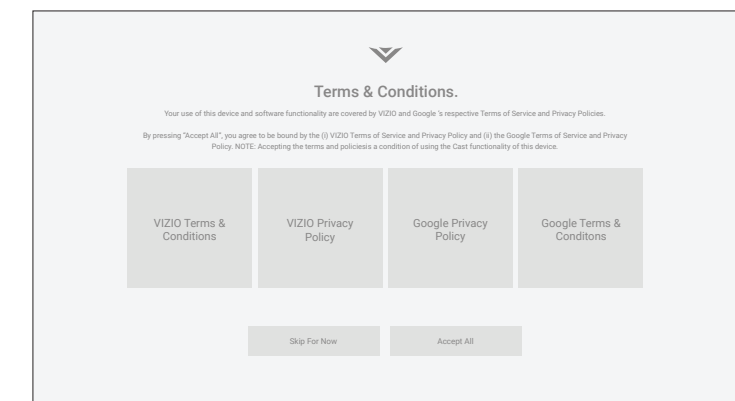 Terms & Conditions.
Your use of this device and software functionality are covered by VIZIO and Google 's respective Terms of Service and Privacy Policies.
By pressing "Accept All", you agree to be bound by the (i) VIZIO Terms of Service and Privacy Policy and (ii) the Google Terms of Service and Privacy
Policy. NOTE: Accepting the terms and policiesis a condition of using the Cast functionality of this device.
VIZIO Terms &
Conditions
VIZIO Privacy
Policy
Google Privacy
Policy
Google Terms &
Conditons
Skip For Now
Accept All